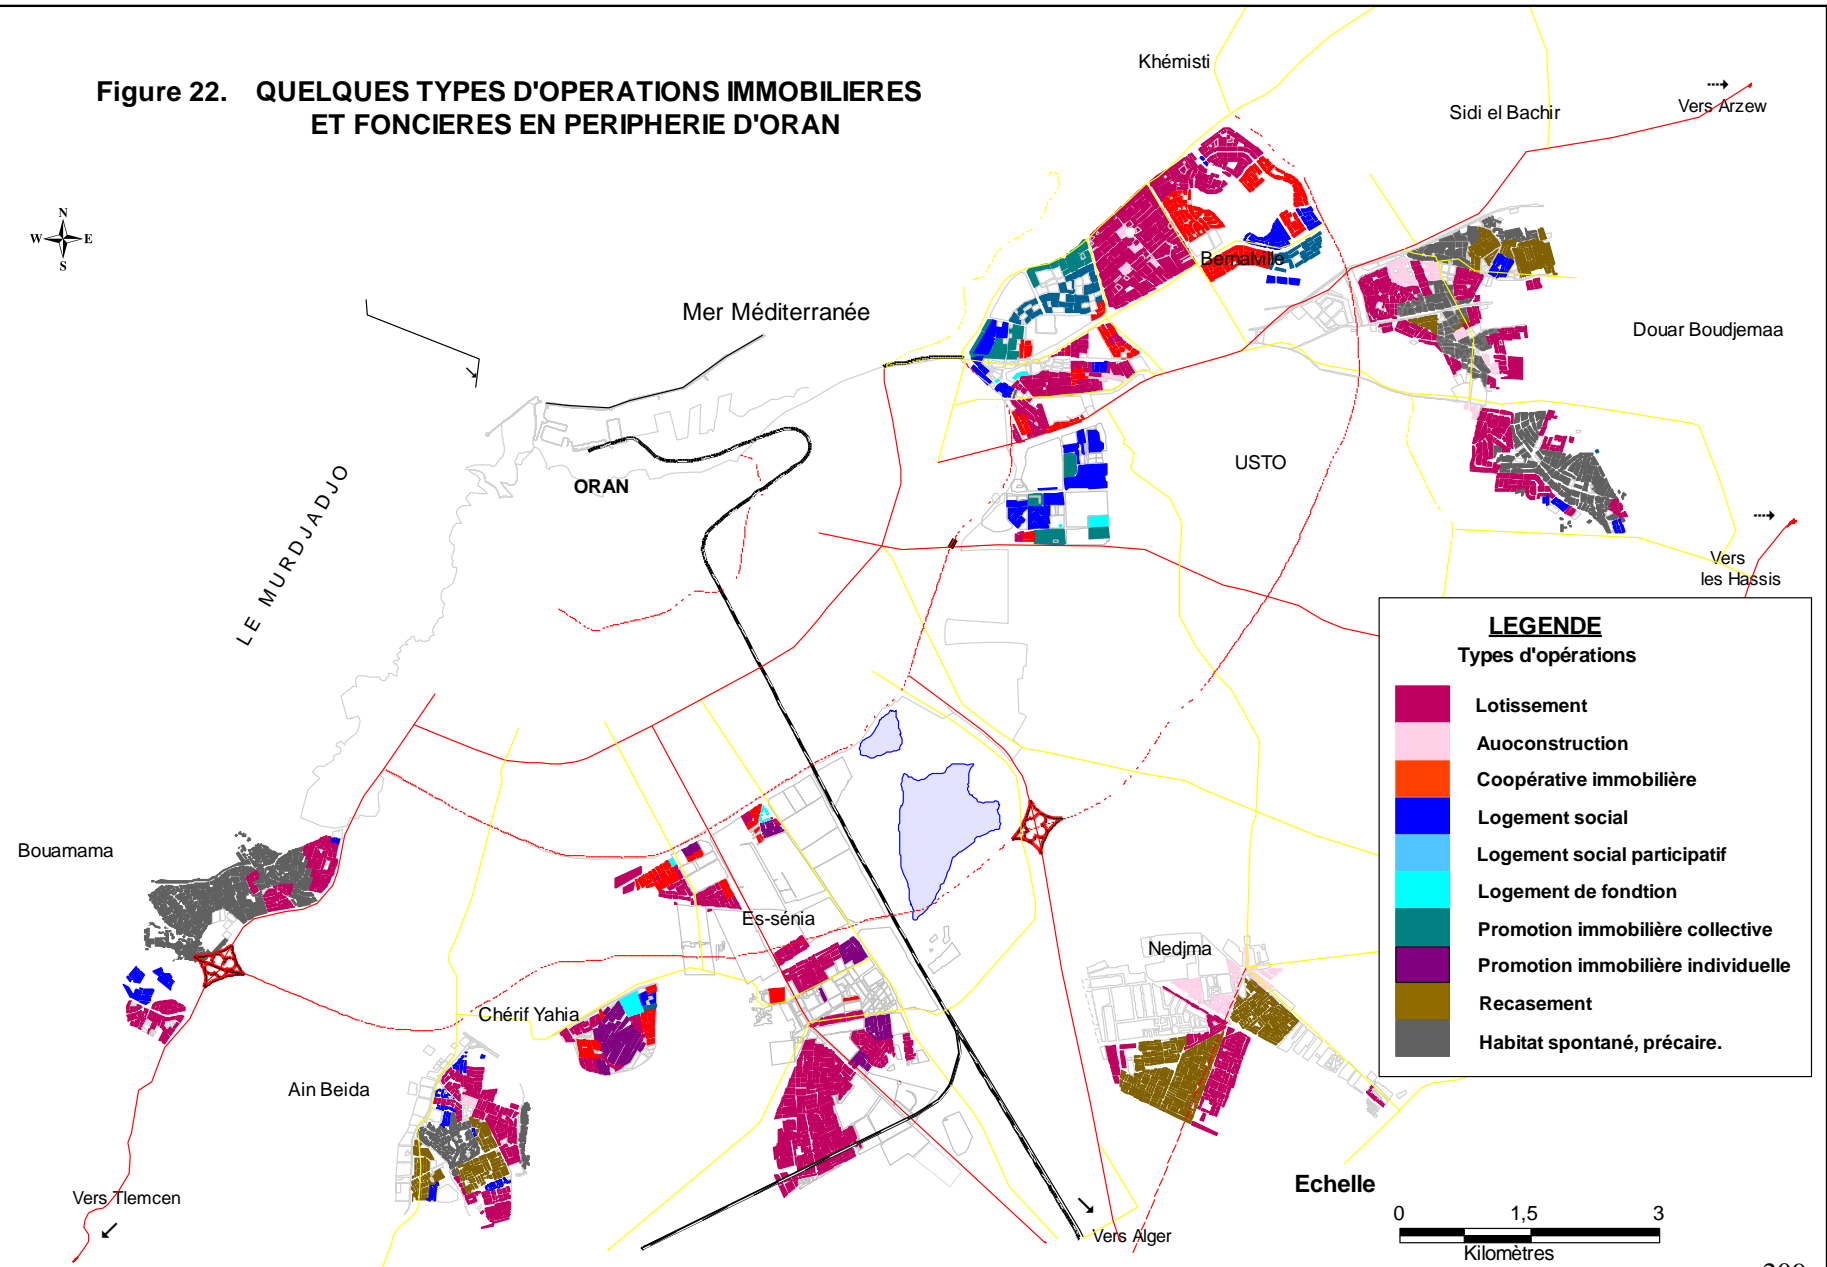 Figure 22. QUELQUES TYPES D'OPERATIONS IMMOBILIERES
ET FONCIERES EN PERIPHERIE D'ORAN
Khémisti
Sidi el Bachir
Vers Arzew
N
W E
S
Mer Méditerranée
Bernalville
Douar Boudjemaa
LE MURDJADJO
ORAN
USTO
Vers
les Hassis
LEGENDE
Types d'opérations
Lotissement
Auoconstruction
Coopérative immobilière
Logement social
Logement social participatif
Logement de fondtion
Promotion immobilière collective
Promotion immobilière individuelle
Recasement
Habitat spontané, précaire.
Bouamama
Es-sénia
Nedjma
Chérif Yahia
Ain Beida
Vers Tlemcen
Vers Alger
Echelle
0 1,5 3
Kilomètres